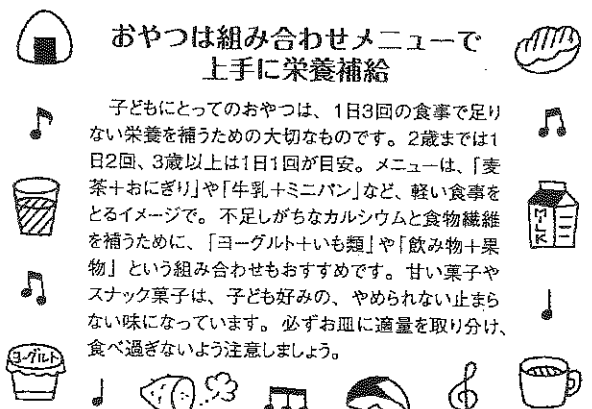 おやつは組み合わせメニューで
上手に栄養補給
子どもにとってのおやつは、1日3回の食事で足り
ない栄養を補うための大切なものです。2歳までは1
日2回、3歳以上は1日1回が目安。メニューは、「麦
茶+おにぎり」や「牛乳+ミニパン」など、軽い食事を
とるイメージで。不足しがちなカルシウムと食物繊維
を補うために、「ヨーグルト+いも類」や「飲み物+果
物」という組み合わせもおすすめです。甘い菓子や
スナック菓子は、子ども好みの、やめられない止まら
ない味になっています。必ずお皿に適量を取り分け、
食べ過ぎないよう注意しましょう。
MILK
ヨーグルト